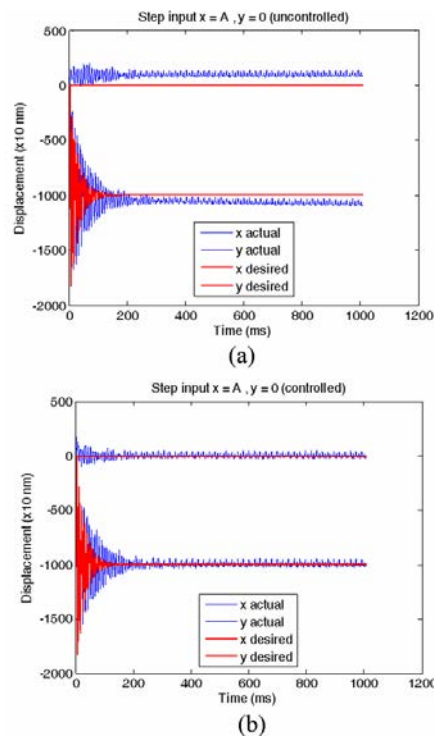 Step input x = A , y = 0 (uncontrolled)
500
0
-500
-1000
-1500
-2000
Displacement (x10 nm)
x actual
y actual
x desired
y desired
0 200 400 600 800 1000 1200
Time (ms)
(a)
Step input x = A , y = 0 (controlled)
500
0
-500
-1000
-1500
-2000
Displacement (x10 nm)
x actual
y actual
x desired
y desired
0 200 400 600 800 1000 1200
Time (ms)
(b)